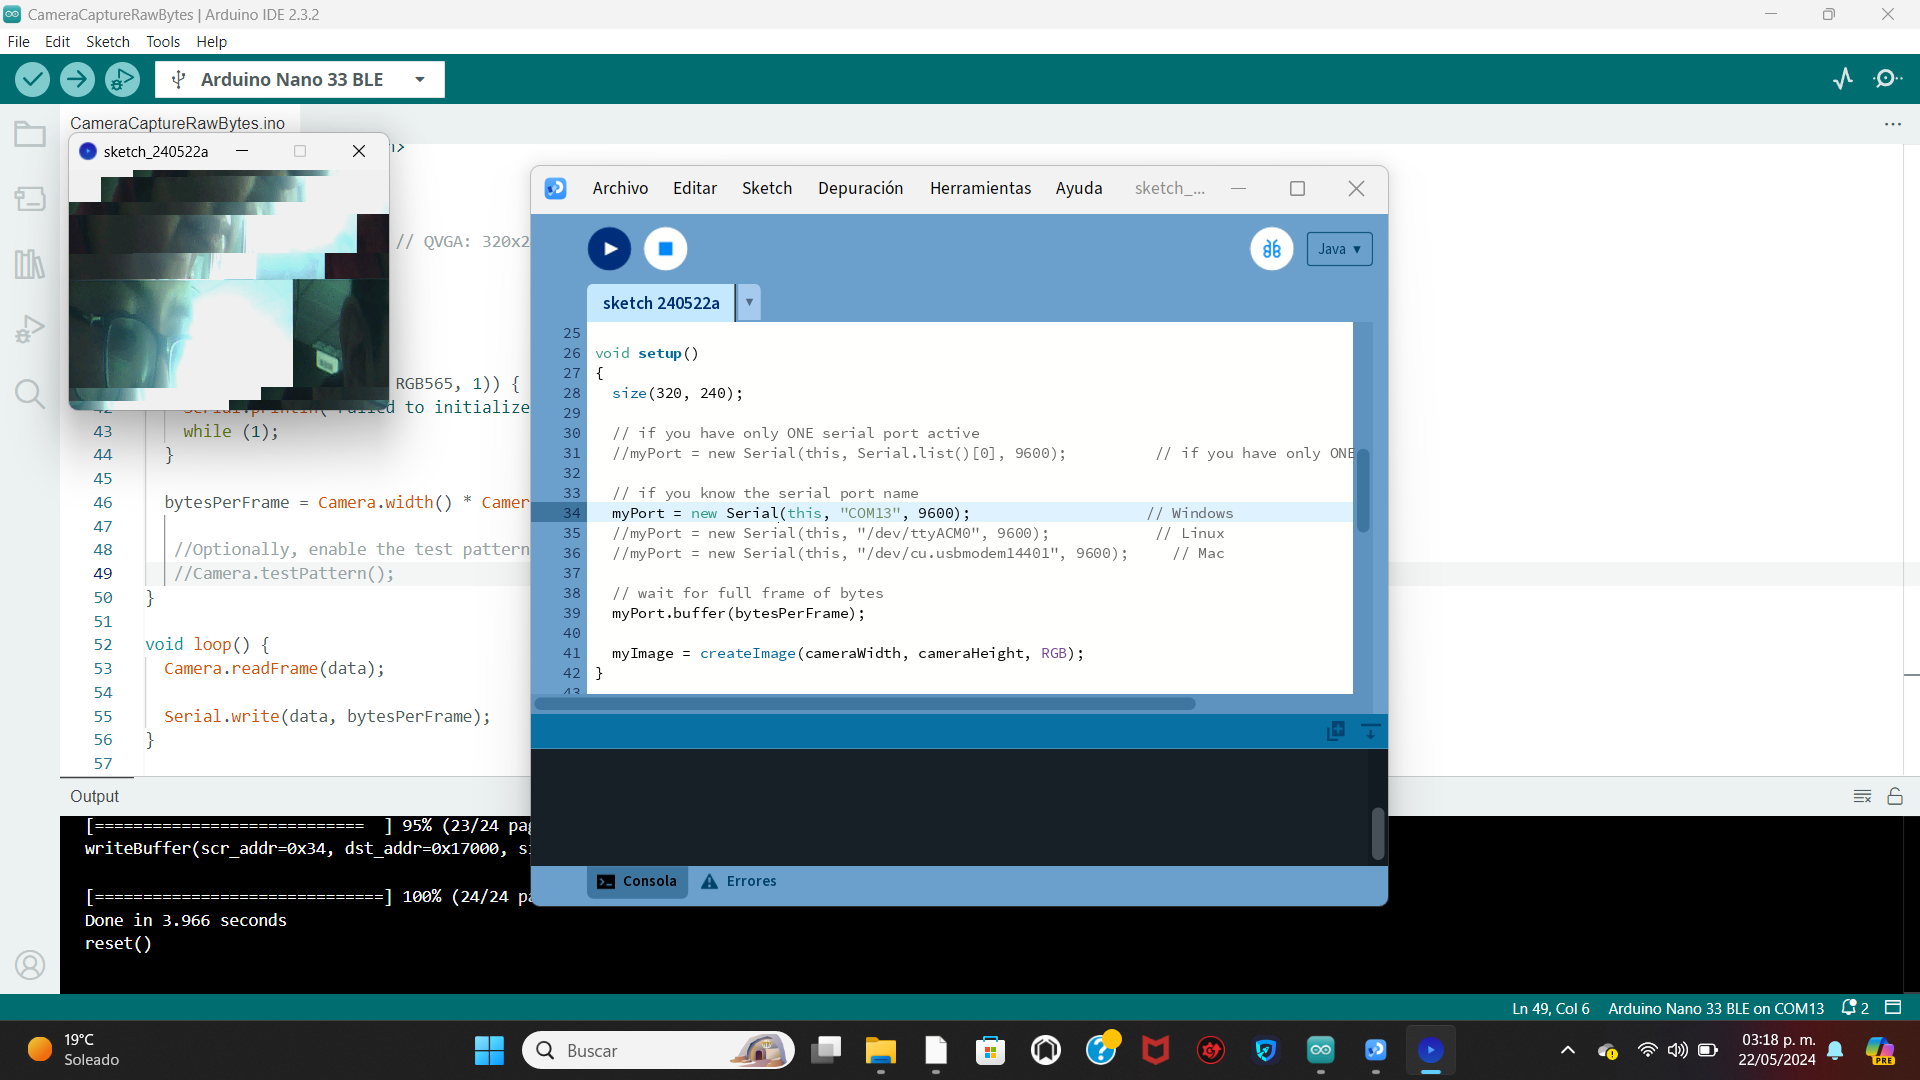 CameraCaptureRawBytes | Arduino IDE 2.3.2
File Edit Sketch Tools Help
Arduino Nano 33 BLE
CameraCaptureRawBytes.ino
sketch_240522a
// QVGA: 320x2
RGB565, 1)) {
d to initialize
43 while (1);
44 }
45
46 bytesPerFrame = Camera.width() * Camer
47
48 //Optionally, enable the test pattern
49 //Camera.testPattern();
50 }
51
52 void loop() {
53 Camera.readFrame(data);
54
55 Serial.write(data, bytesPerFrame);
56 }
57
Archivo Editar Sketch Depuración Herramientas Ayuda sketch_...
Java ▾
sketch 240522a
25
26 void setup()
27 {
28 size(320, 240);
29
30 // if you have only ONE serial port active
31 //myPort = new Serial(this, Serial.list()[0], 9600); // if you have only ONE
32
33 // if you know the serial port name
34 myPort = new Serial(this, "COM13", 9600); // Windows
35 //myPort = new Serial(this, "/dev/ttyACM0", 9600); // Linux
36 //myPort = new Serial(this, "/dev/cu.usbmodem14401", 9600); // Mac
37
38 // wait for full frame of bytes
39 myPort.buffer(bytesPerFrame);
40
41 myImage = createImage(cameraWidth, cameraHeight, RGB);
42 }
43
Consola Errores
Output
[============================  ] 95% (23/24 pa
writeBuffer(scr_addr=0x34, dst_addr=0x17000, s
[==============================] 100% (24/24 pa
Done in 3.966 seconds
reset()
Ln 49, Col 6 Arduino Nano 33 BLE on COM13 2
19°C
Soleado
Buscar
03:18 p. m.
22/05/2024
PRE